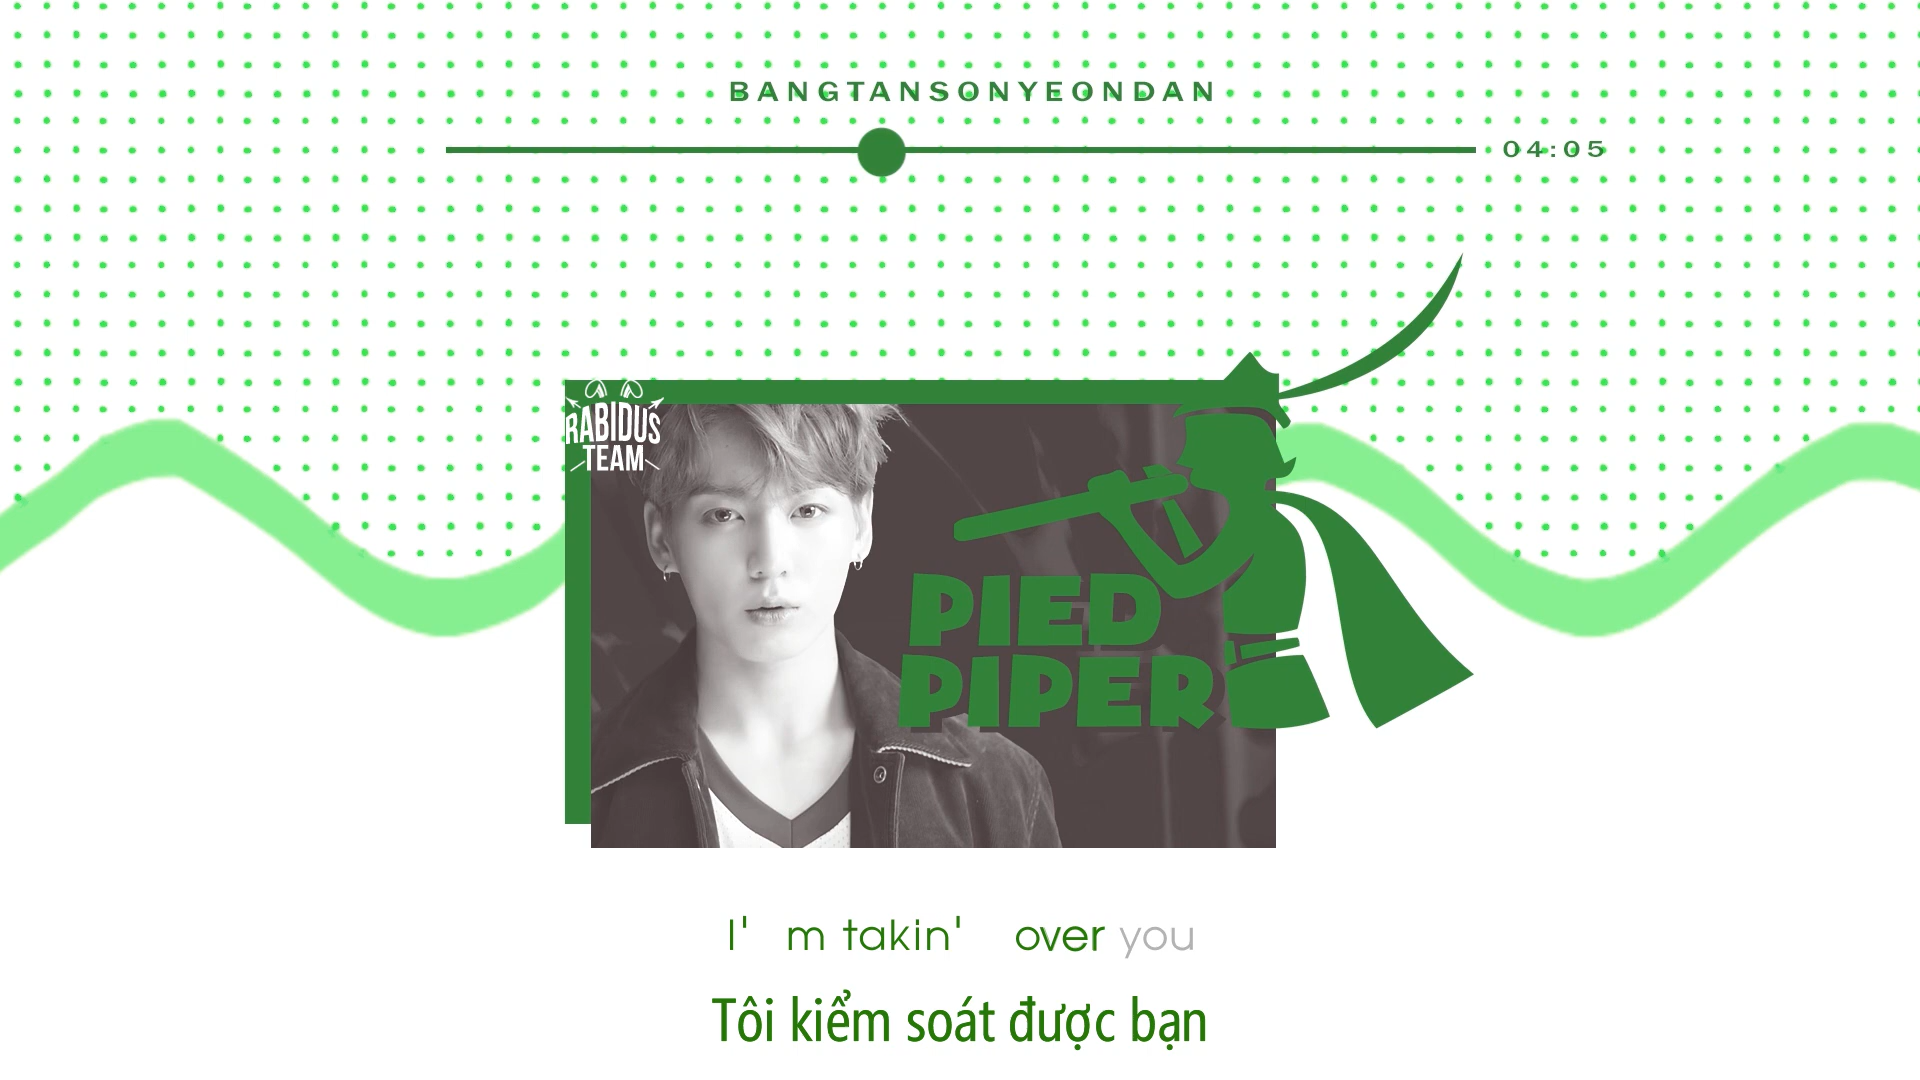 BANGTANSONYEONDAN
04:05
RABIDUS
TEAM
PIED
PIPER
I' m takin' over you
Tôi kiểm soát được bạn